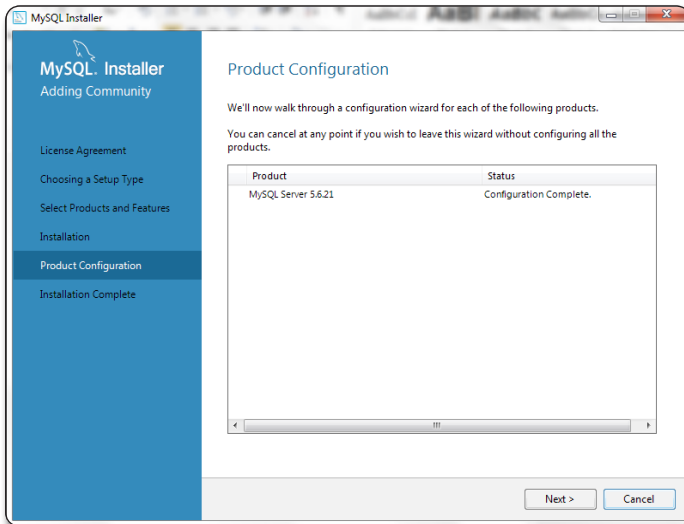 MySQL Installer
MySQL. Installer
Adding Community
License Agreement
Choosing a Setup Type
Select Products and Features
Installation
Product Configuration
Installation Complete
Product Configuration
We'll now walk through a configuration wizard for each of the following products.
You can cancel at any point if you wish to leave this wizard without configuring all the
products.
Product Status
MySQL Server 5.6.21 Configuration Complete.
Next > Cancel